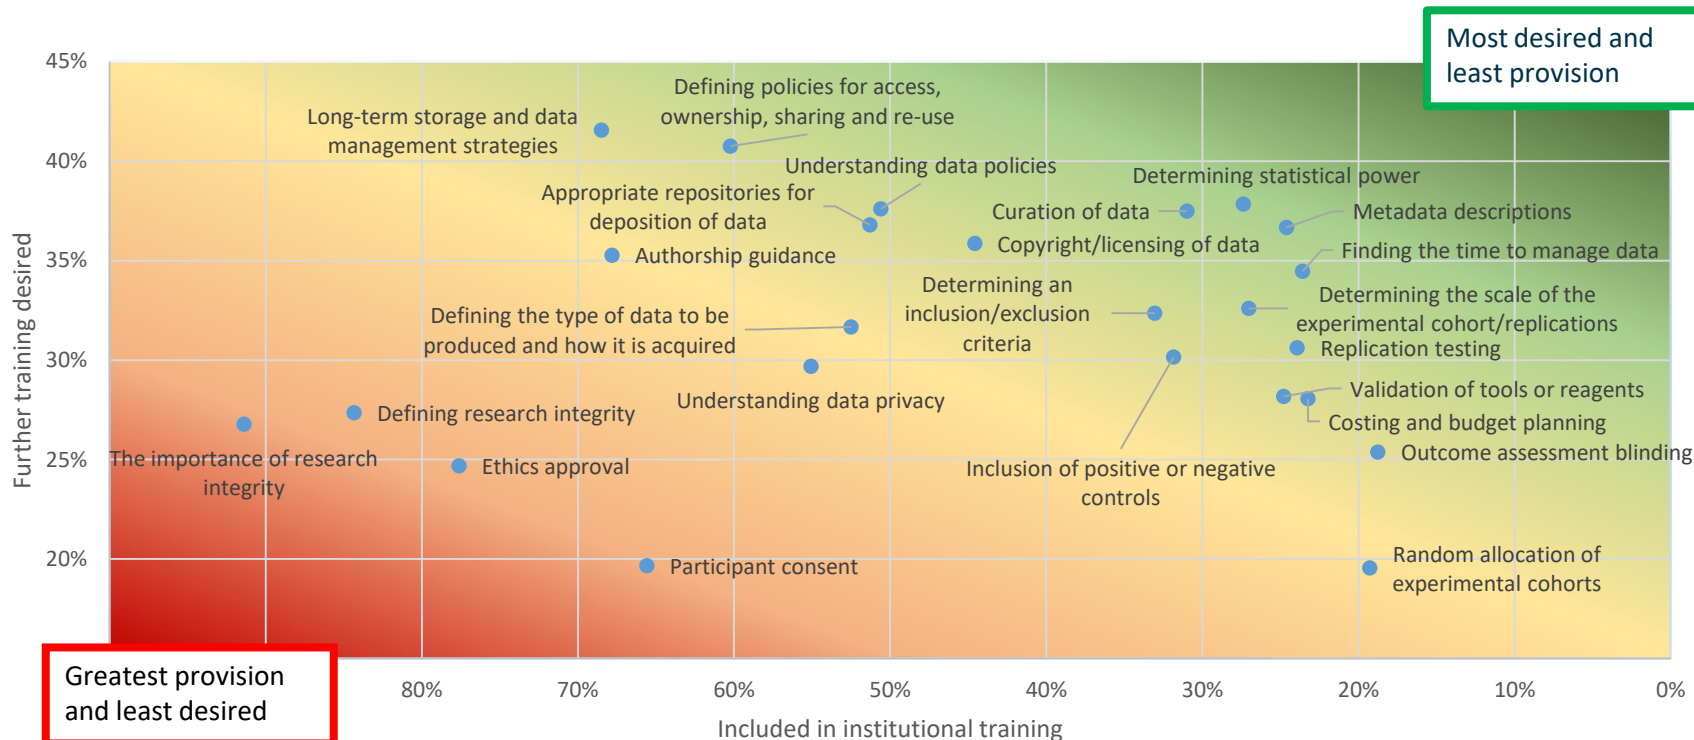 Most desired and
least provision
45%
40%
35%
30%
25%
20%
Further training desired
Defining policies for access,
ownership, sharing and re-use
Long-term storage and data
management strategies
Understanding data policies
Appropriate repositories for
deposition of data
Determining statistical power
Curation of data
Metadata descriptions
Authorship guidance
Copyright/licensing of data
Finding the time to manage data
Determining an
inclusion/exclusion
criteria
Determining the scale of the
experimental cohort/replications
Defining the type of data to be
produced and how it is acquired
Replication testing
Understanding data privacy
Validation of tools or reagents
Defining research integrity
Costing and budget planning
The importance of research
integrity
Ethics approval
Inclusion of positive or negative
controls
Outcome assessment blinding
Participant consent
Random allocation of
experimental cohorts
Greatest provision
and least desired
80%
70%
60%
50%
40%
30%
20%
10%
0%
Included in institutional training